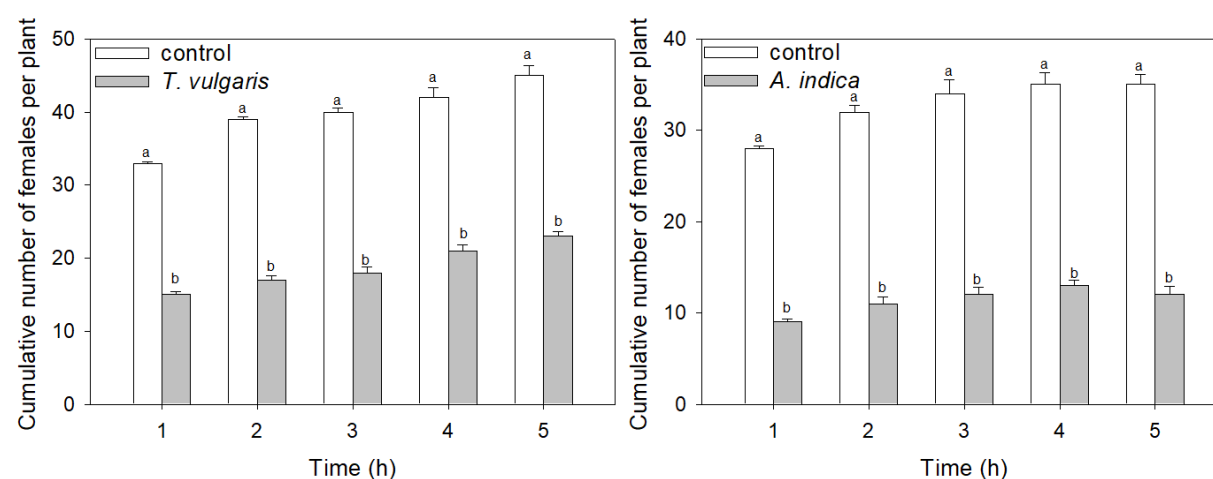 Cumulative number of females per plant
50
40
30
20
10
0
control
T. vulgaris
a
a
a
a
a
b
b
b
b
b
1 2 3 4 5
Time (h)
Cumulative number of females per plant
40
30
20
10
0
control
A. indica
a
a
a
a
a
b
b
b
b
b
1 2 3 4 5
Time (h)